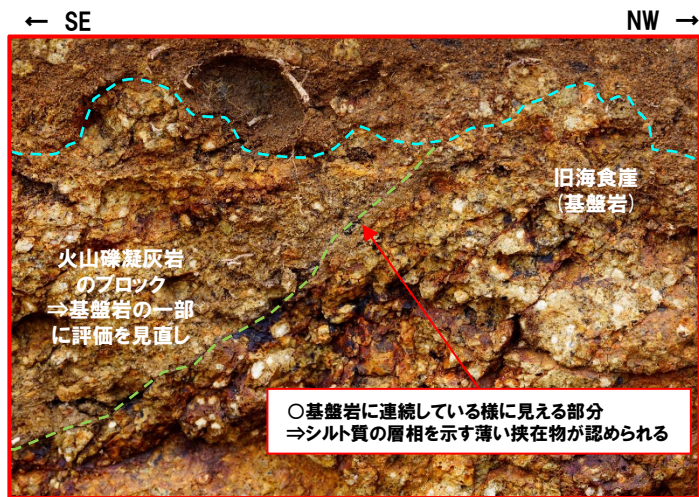 ← SE
NW →
旧海食崖
(基盤岩)
火山礫凝灰岩
のブロック
⇒基盤岩の一部
に評価を見直し
○基盤岩に連続している様に見える部分
⇒シルト質の層相を示す薄い挟在物が認められる